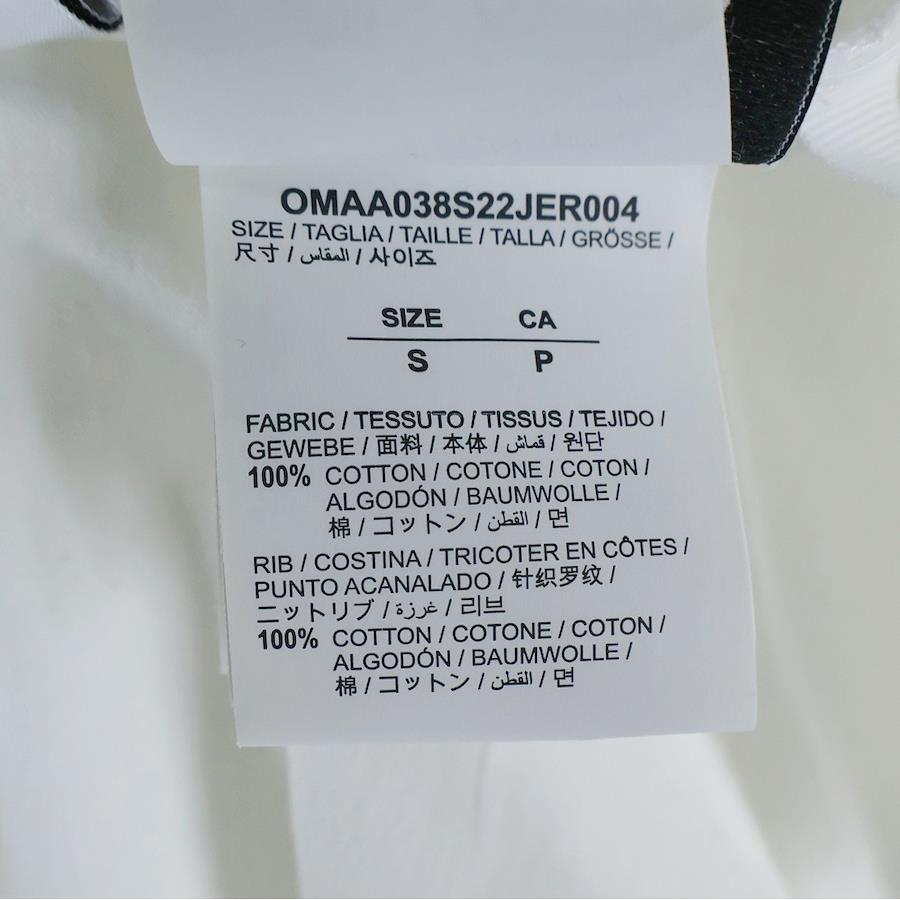 OMAA038S22JER004
SIZE / TAGLIA / TAILLE / TALLA / GRÖSSE /
尺寸 / المقاس / 사이즈
SIZE CA
S P
FABRIC / TESSUTO / TISSUS / TEJIDO /
GEWEBE / 面料 / 本体 / قماش / 원단
100% COTTON / COTONE / COTON /
ALGODÓN / BAUMWOLLE /
棉 / コットン / القطن / 면
RIB / COSTINA / TRICOTER EN CÔTES /
PUNTO ACANALADO / 针织罗纹 /
ニットリブ / غرزة / 리브
100% COTTON / COTONE / COTON /
ALGODÓN / BAUMWOLLE /
棉 / コットン / القطن / 면